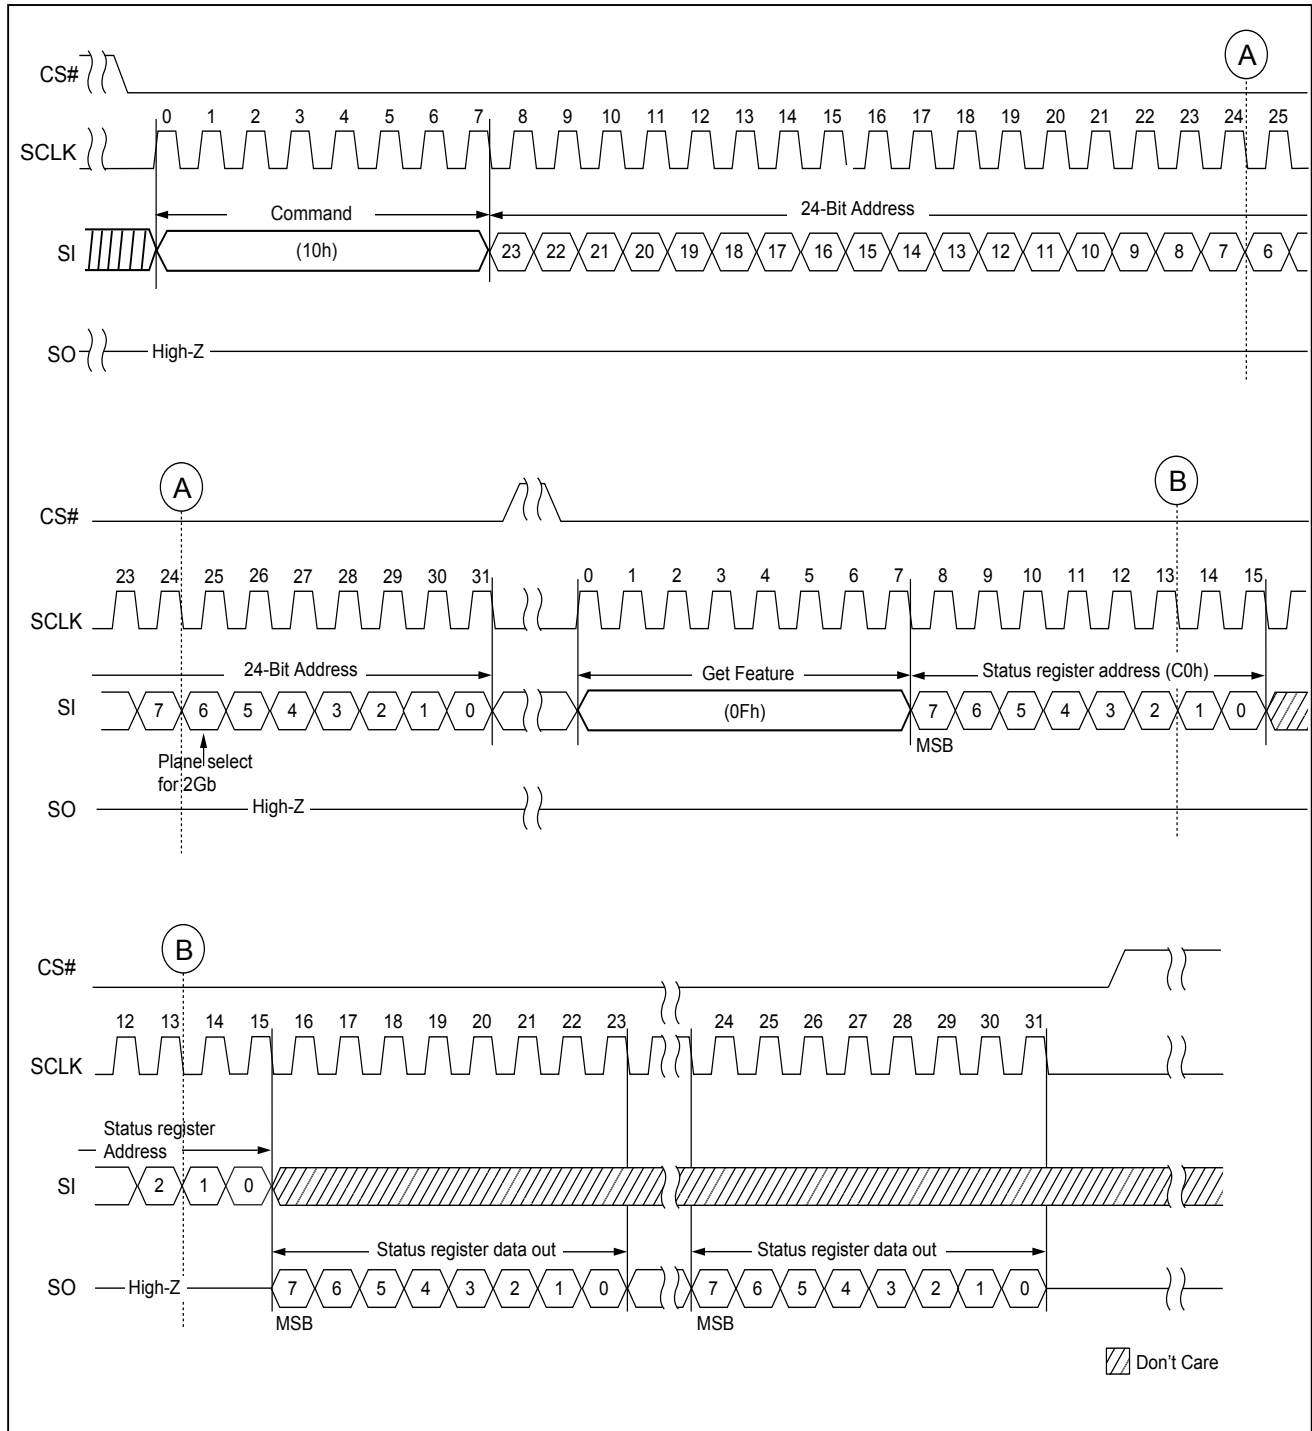 A
CS#
0 1 2 3 4 5 6 7 8 9 10 11 12 13 14 15 16 17 18 19 20 21 22 23 24 25
SCLK
Command 24-Bit Address
SI (10h) 23 22 21 20 19 18 17 16 15 14 13 12 11 10 9 8 7 6
SO High-Z
A B
CS#
23 24 25 26 27 28 29 30 31 0 1 2 3 4 5 6 7 8 9 10 11 12 13 14 15
SCLK
24-Bit Address Get Feature Status register address (C0h)
SI 7 6 5 4 3 2 1 0 (0Fh) 7 6 5 4 3 2 1 0
MSB
Plane select
for 2Gb
SO High-Z
B
CS#
12 13 14 15 16 17 18 19 20 21 22 23 24 25 26 27 28 29 30 31
SCLK
Status register
Address
SI 2 1 0
Status register data out Status register data out
SO High-Z 7 6 5 4 3 2 1 0 7 6 5 4 3 2 1 0
MSB MSB
Don't Care